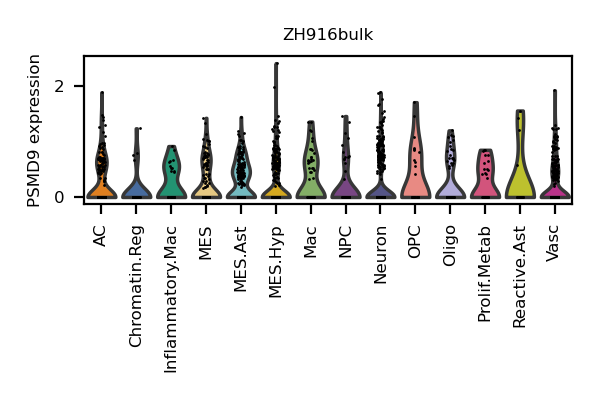 ZH916bulk
PSMD9 expression
2
0
AC
Chromatin.Reg
Inflammatory.Mac
MES
MES.Ast
MES.Hyp
Mac
NPC
Neuron
OPC
Oligo
Prolif.Metab
Reactive.Ast
Vasc